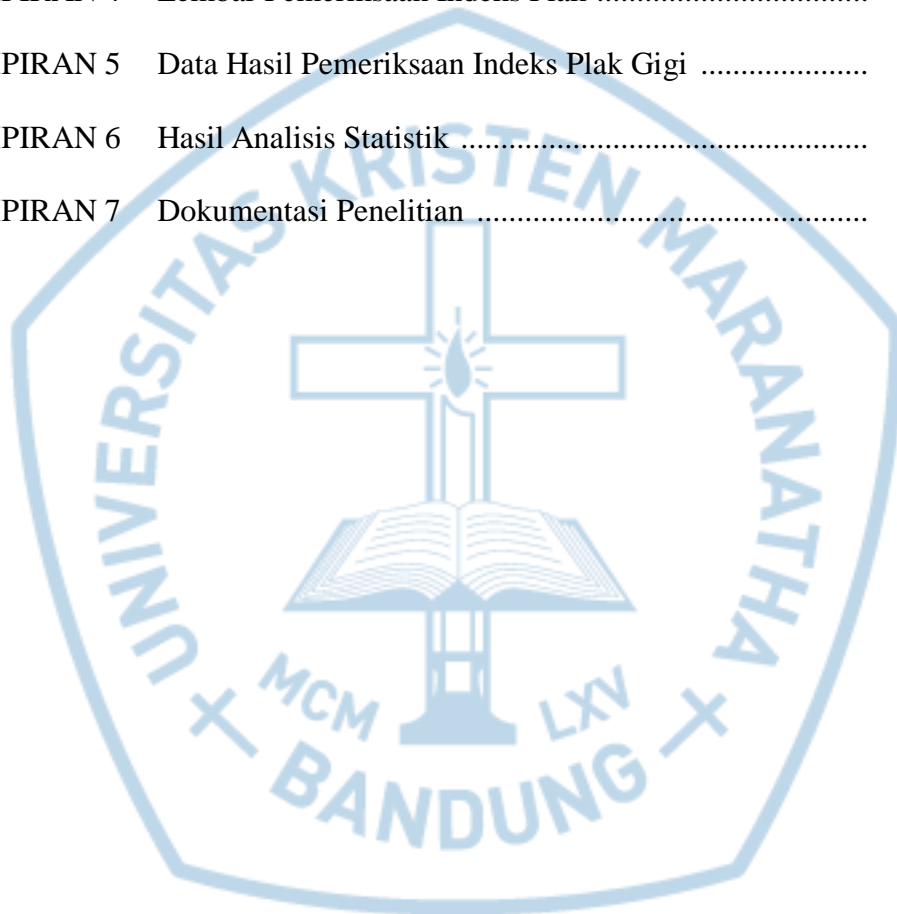 PIRAN 5 Data Hasil Pemeriksaan Indeks Plak Gigi .....................
PIRAN 6 Hasil Analisis Statistik ...................................................
PIRAN 7 Dokumentasi Penelitian .................................................
UNIVERSITAS KRISTEN MARANATHA
MCM LXV
BANDUNG